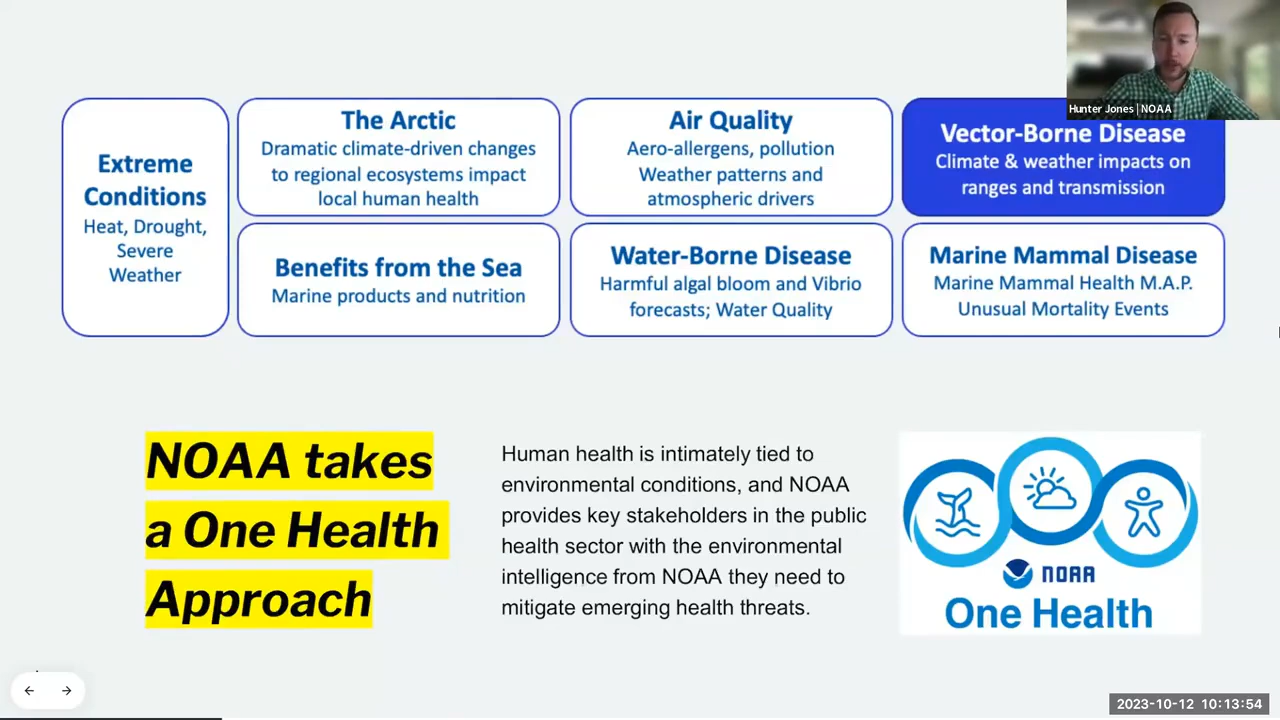 Hunter Jones | NOAA
Extreme
Conditions
Heat, Drought,
Severe
Weather
The Arctic
Dramatic climate-driven changes
to regional ecosystems impact
local human health
Air Quality
Aero-allergens, pollution
Weather patterns and
atmospheric drivers
Vector-Borne Disease
Climate & weather impacts on
ranges and transmission
Benefits from the Sea
Marine products and nutrition
Water-Borne Disease
Harmful algal bloom and Vibrio
forecasts; Water Quality
Marine Mammal Disease
Marine Mammal Health M.A.P.
Unusual Mortality Events
NOAA takes
a One Health
Approach
Human health is intimately tied to
environmental conditions, and NOAA
provides key stakeholders in the public
health sector with the environmental
intelligence from NOAA they need to
mitigate emerging health threats.
NOAA
One Health
2023-10-12 10:13:54